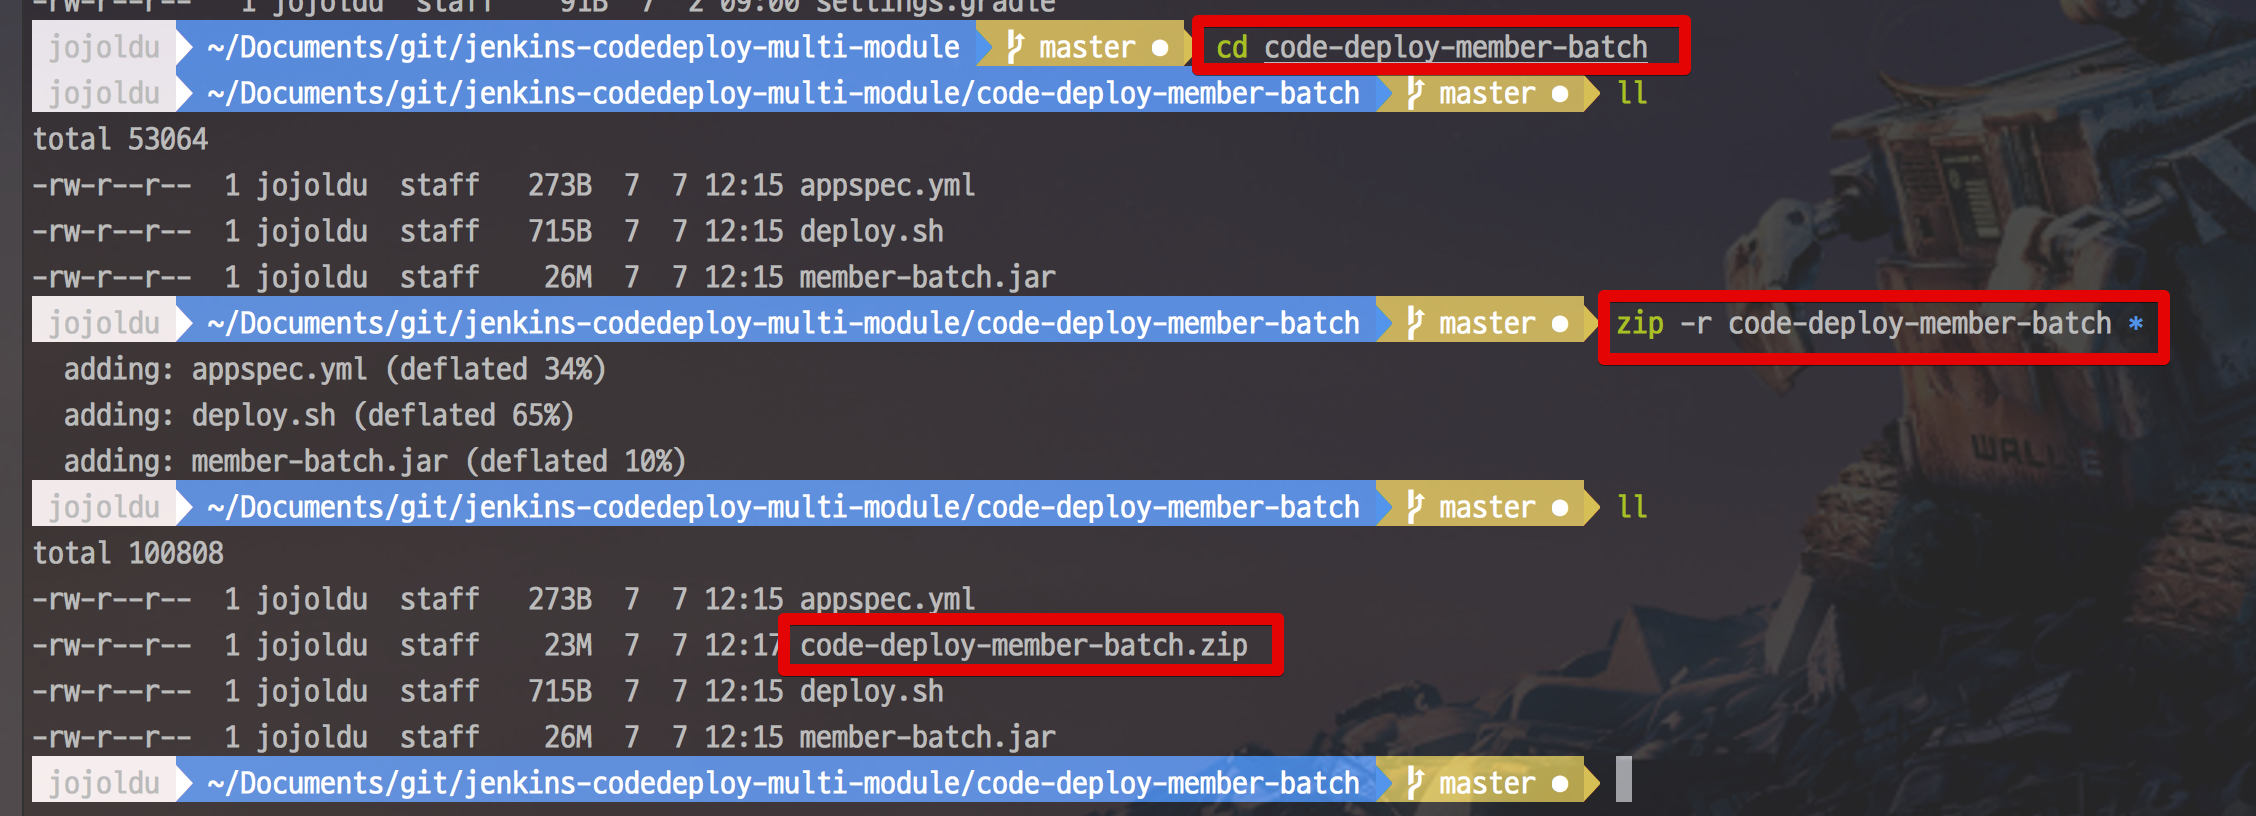 -rw-r--r--  1 jojoldu  staff    91B  7  2 09:00 settings.gradle
jojoldu ~/Documents/git/jenkins-codedeploy-multi-module master ● cd code-deploy-member-batch
jojoldu ~/Documents/git/jenkins-codedeploy-multi-module/code-deploy-member-batch master ● ll
total 53064
-rw-r--r--  1 jojoldu  staff   273B  7  7 12:15 appspec.yml
-rw-r--r--  1 jojoldu  staff   715B  7  7 12:15 deploy.sh
-rw-r--r--  1 jojoldu  staff    26M  7  7 12:15 member-batch.jar
jojoldu ~/Documents/git/jenkins-codedeploy-multi-module/code-deploy-member-batch master ● zip -r code-deploy-member-batch *
  adding: appspec.yml (deflated 34%)
  adding: deploy.sh (deflated 65%)
  adding: member-batch.jar (deflated 10%)
WALL·E
jojoldu ~/Documents/git/jenkins-codedeploy-multi-module/code-deploy-member-batch master ● ll
total 100808
-rw-r--r--  1 jojoldu  staff   273B  7  7 12:15 appspec.yml
-rw-r--r--  1 jojoldu  staff    23M  7  7 12:17 code-deploy-member-batch.zip
-rw-r--r--  1 jojoldu  staff   715B  7  7 12:15 deploy.sh
-rw-r--r--  1 jojoldu  staff    26M  7  7 12:15 member-batch.jar
jojoldu ~/Documents/git/jenkins-codedeploy-multi-module/code-deploy-member-batch master ●